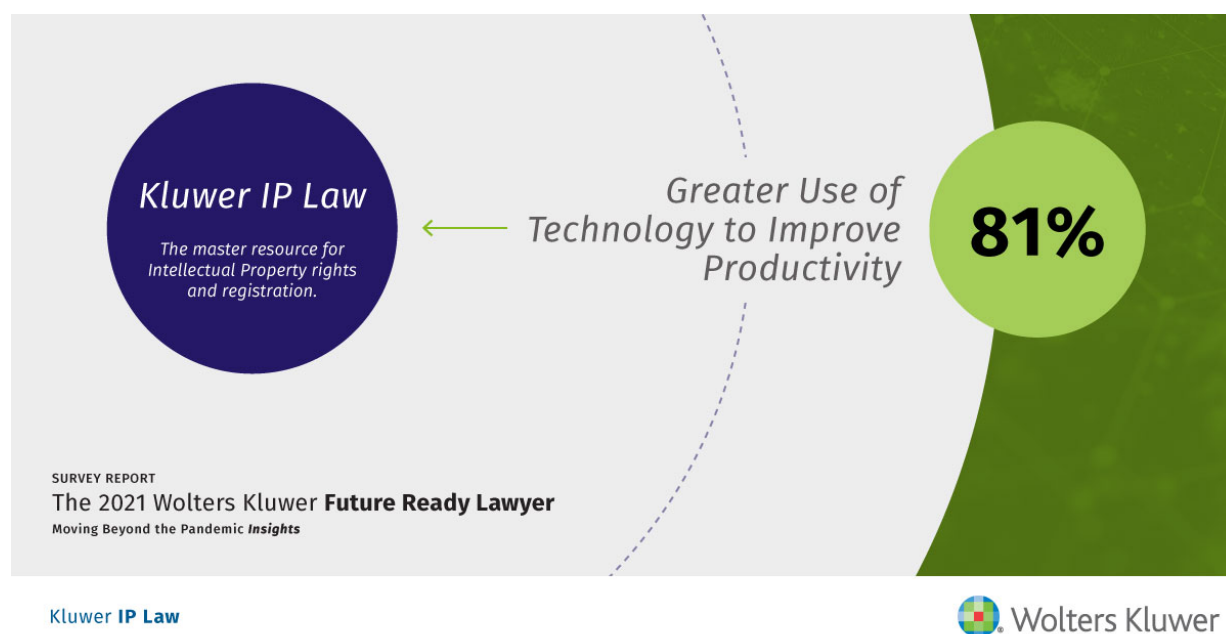 Kluwer IP Law
The master resource for
Intellectual Property rights
and registration.
Greater Use of
Technology to Improve
Productivity
81%
SURVEY REPORT
The 2021 Wolters Kluwer Future Ready Lawyer
Moving Beyond the Pandemic Insights
Kluwer IP Law
Wolters Kluwer